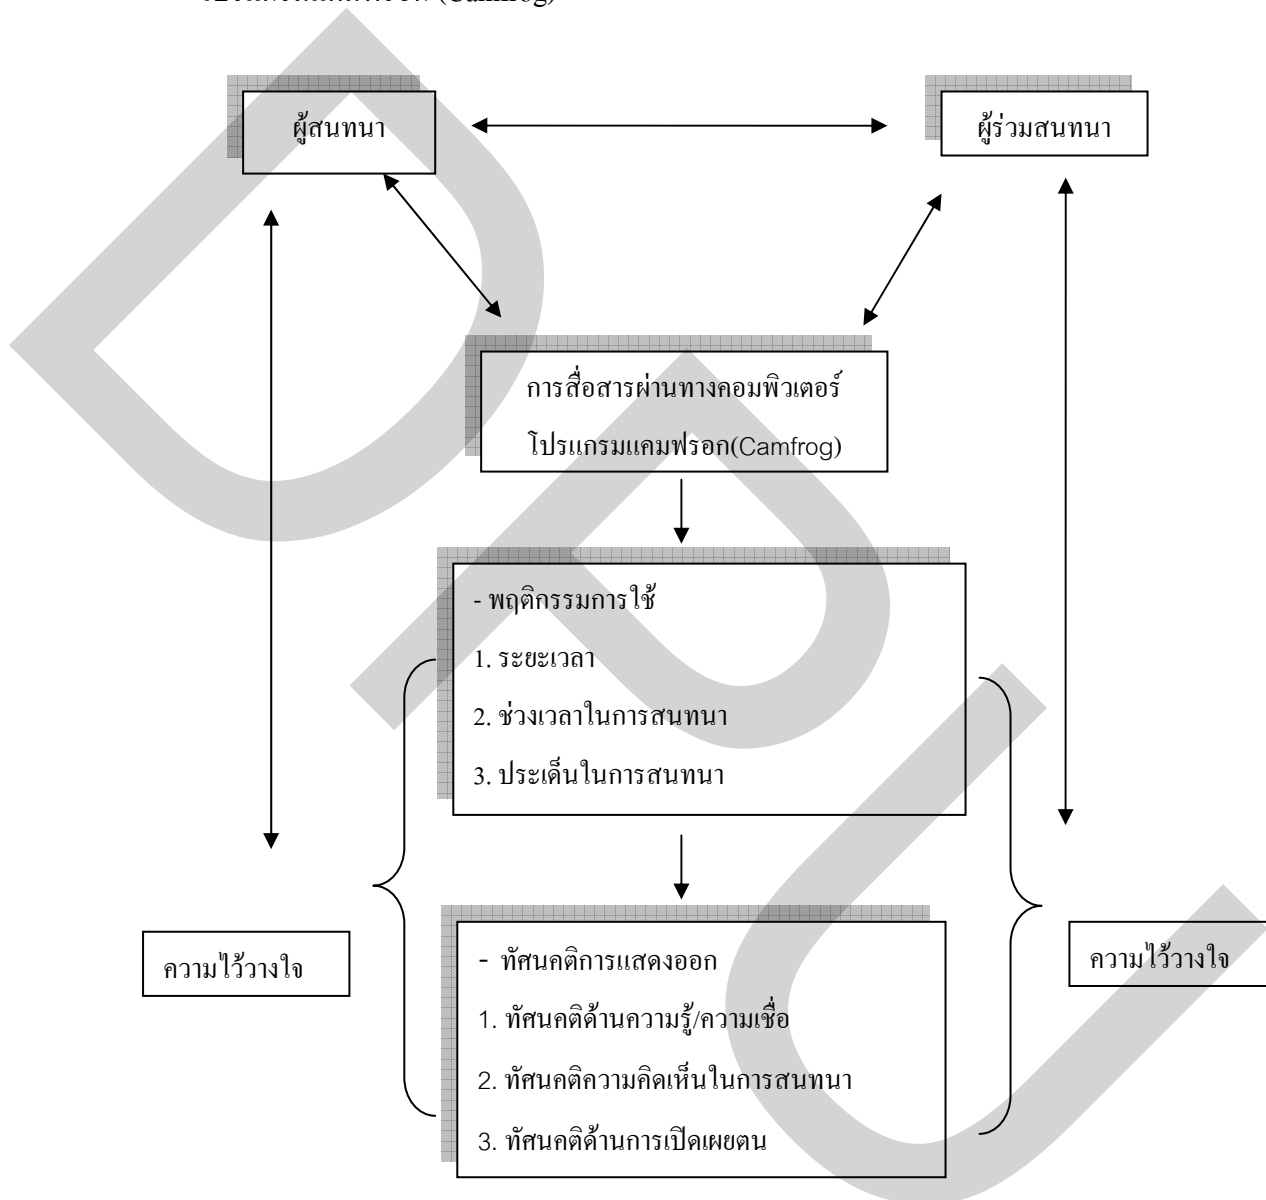 (Camfrog)
ผู้สนทนา
ผู้ร่วมสนทนา
การสื่อสารผ่านทางคอมพิวเตอร์
โปรแกรมแคมฟรอก(Camfrog)
- พฤติกรรมการใช้
1. ระยะเวลา
2. ช่วงเวลาในการสนทนา
3. ประเด็นในการสนทนา
ความไว้วางใจ
- ทัศนคติการแสดงออก
1. ทัศนคติด้านความรู้/ความเชื่อ
2. ทัศนคติความคิดเห็นในการสนทนา
3. ทัศนคติด้านการเปิดเผยตน
ความไว้วางใจ
DPU